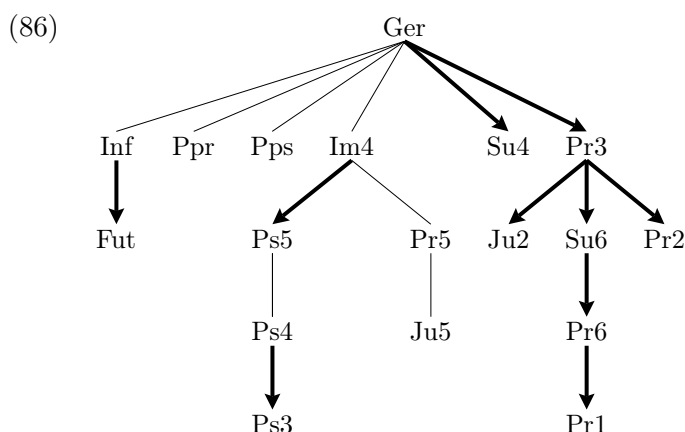 (86)
Ger
Inf Ppr Pps Im4 Su4 Pr3
Fut Ps5 Pr5 Ju2 Su6 Pr2
Ps4 Ju5 Pr6
Ps3 Pr1